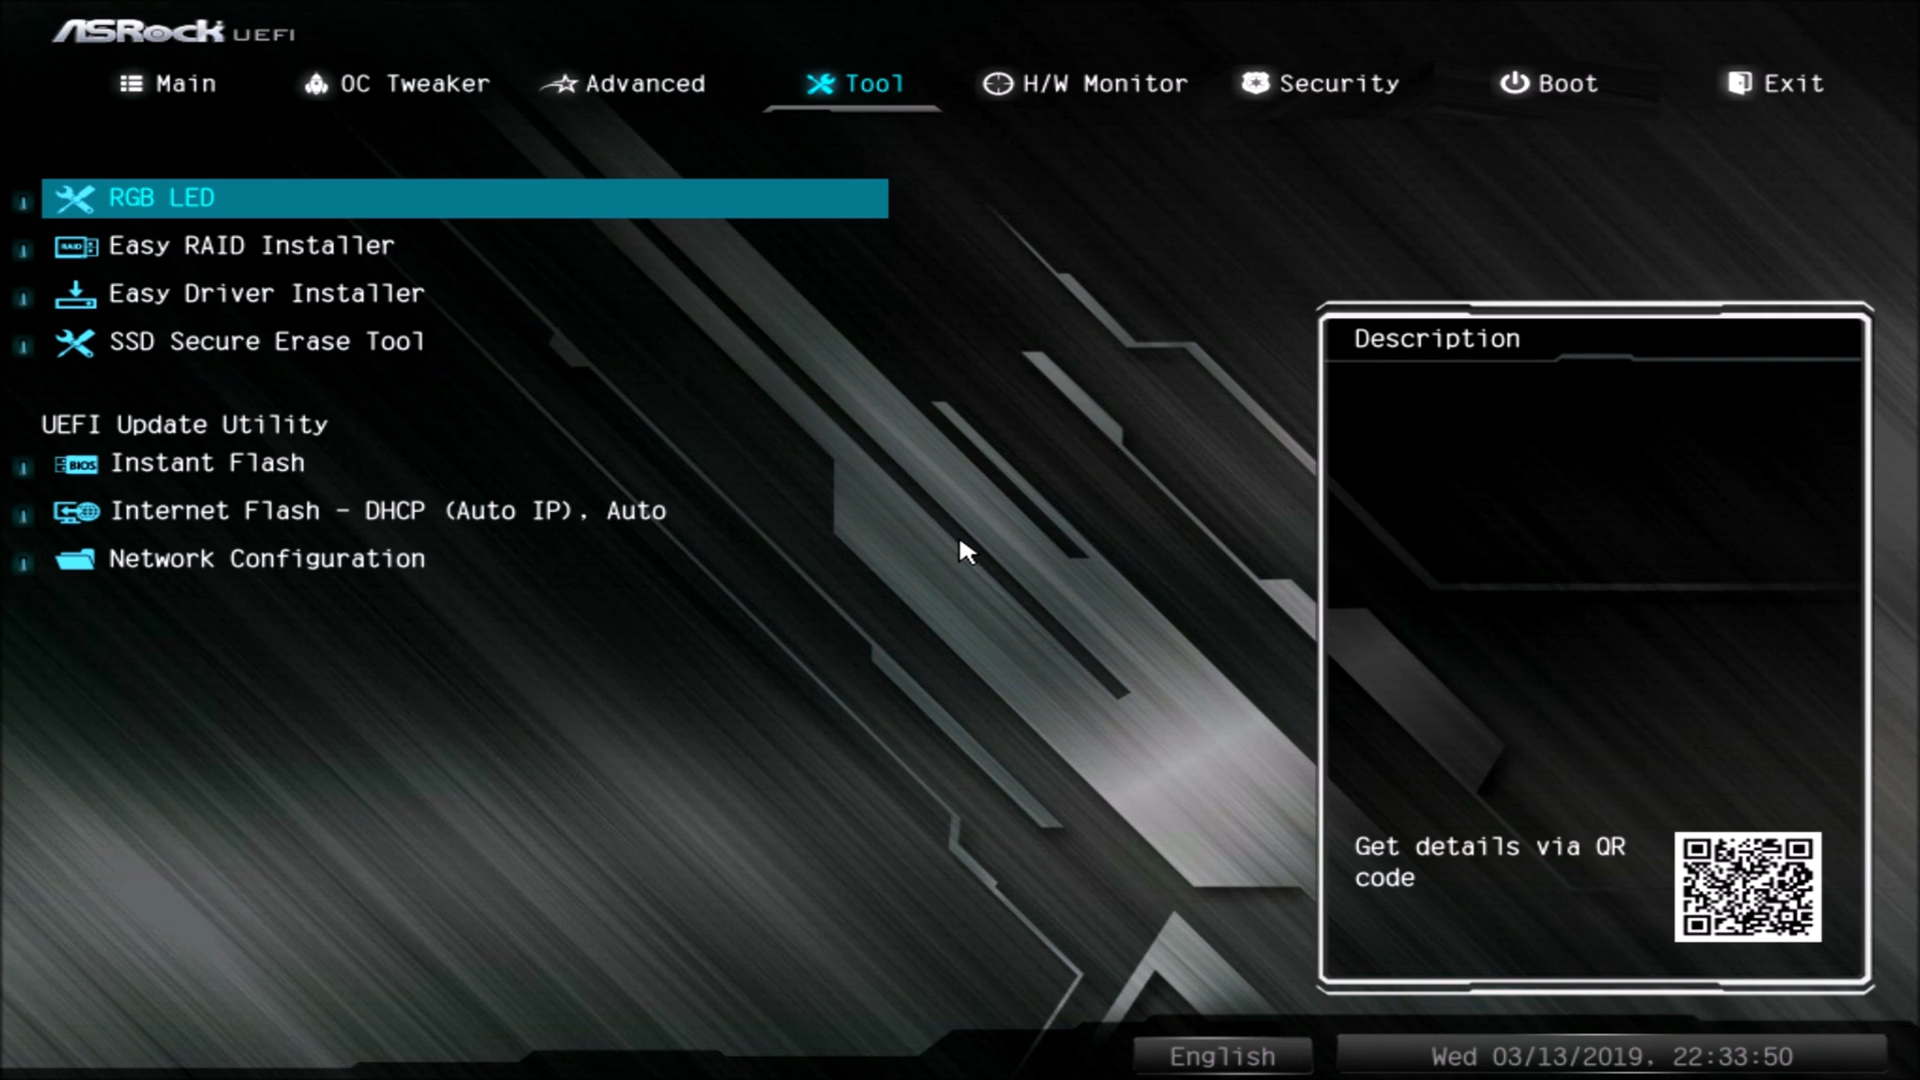 ASRock UEFI
Main OC Tweaker Advanced Tool H/W Monitor Security Boot Exit
RGB LED
RAID Easy RAID Installer
Easy Driver Installer
SSD Secure Erase Tool
UEFI Update Utility
BIOS Instant Flash
Internet Flash - DHCP (Auto IP), Auto
Network Configuration
Description
Get details via QR
code
English
Wed 03/13/2019, 22:33:50